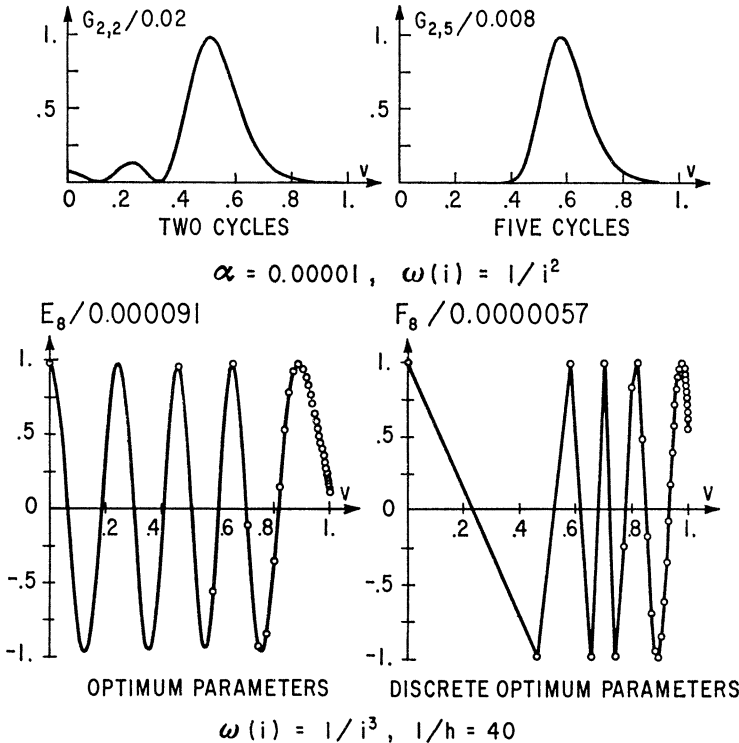 G2,2/0.02 G2,5/0.008
1. 1.
.5 .5
V V
0 .2 .4 .6 .8 1. 0 .2 .4 .6 .8 1.
TWO CYCLES FIVE CYCLES
α = 0.00001, ω(i) = 1/i²
E8/0.000091 F8/0.0000057
1. 1.
.5 .5
0 V 0 V
.2 .4 .6 .8 1. .2 .4 .6 .8 1.
-.5 -.5
-1. -1.
OPTIMUM PARAMETERS DISCRETE OPTIMUM PARAMETERS
ω(i) = 1/i³, 1/h = 40